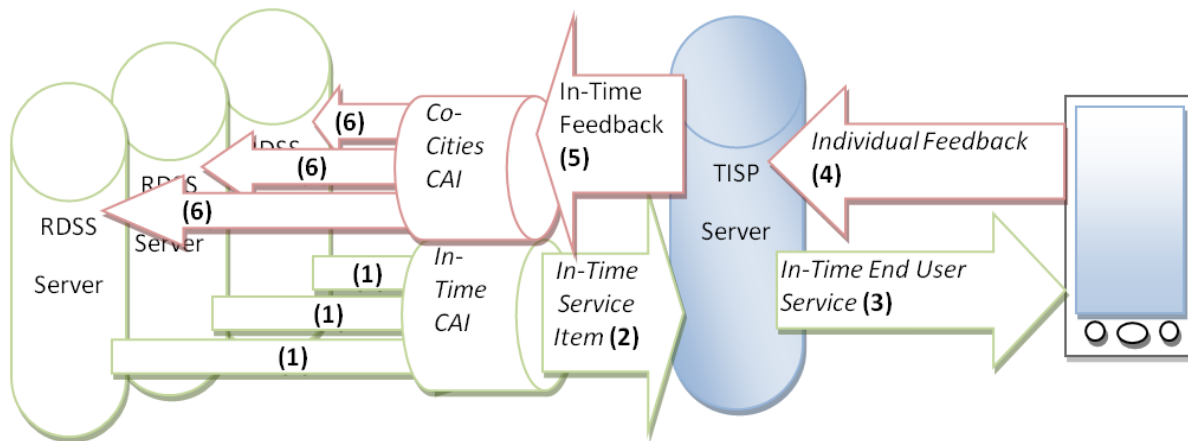 RDSS
Server
RDSS
Server
(6)
(6)
(6)
(1)
(1)
(1)
Co-
Cities
CAI
In-
Time
CAI
In-Time
Feedback
(5)
In-Time
Service
Item (2)
TISP
Server
Individual Feedback
(4)
In-Time End User
Service (3)